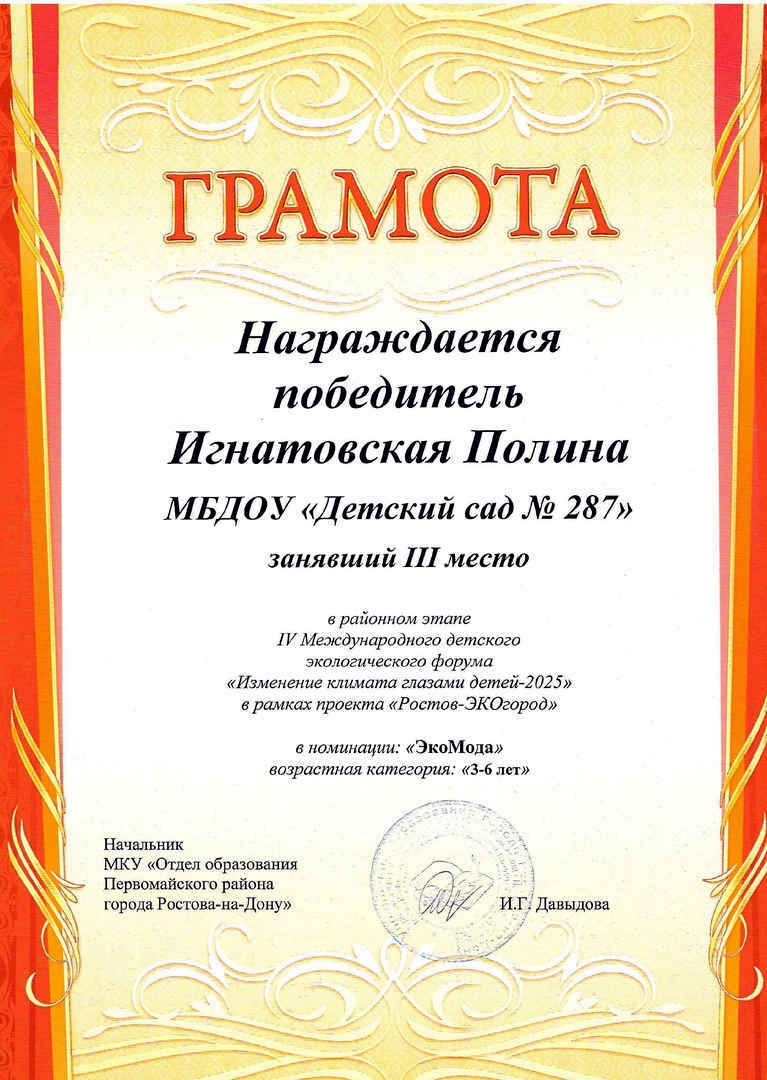 ГРАМОТА
Награждается
победитель
Игнатовская Полина
МБДОУ «Детский сад № 287»
занявший III место
в районном этапе
IV Международного детского
экологического форума
«Изменение климата глазами детей-2025»
в рамках проекта «Ростов-ЭКОгород»
в номинации: «ЭкоМода»
возрастная категория: «3-6 лет»
Начальник
МКУ «Отдел образования
Первомайского района
города Ростова-на-Дону»
И.Г. Давыдова